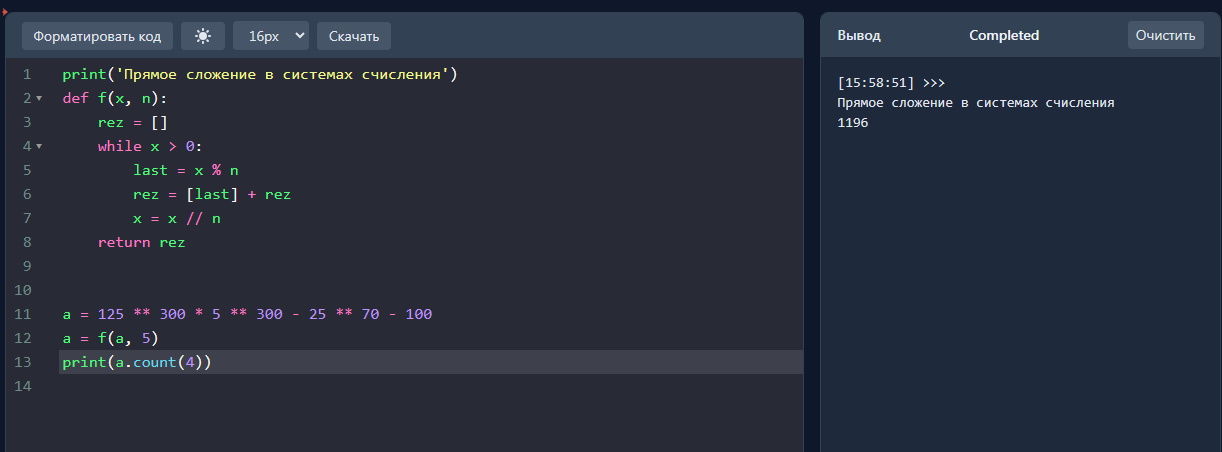 Форматировать код 16px Скачать
1 print('Прямое сложение в системах счисления')
2 def f(x, n):
3 rez = []
4 while x > 0:
5 last = x % n
6 rez = [last] + rez
7 x = x // n
8 return rez
9
10
11 a = 125 ** 300 * 5 ** 300 - 25 ** 70 - 100
12 a = f(a, 5)
13 print(a.count(4))
14
Вывод Completed Очистить
[15:58:51] >>>
Прямое сложение в системах счисления
1196